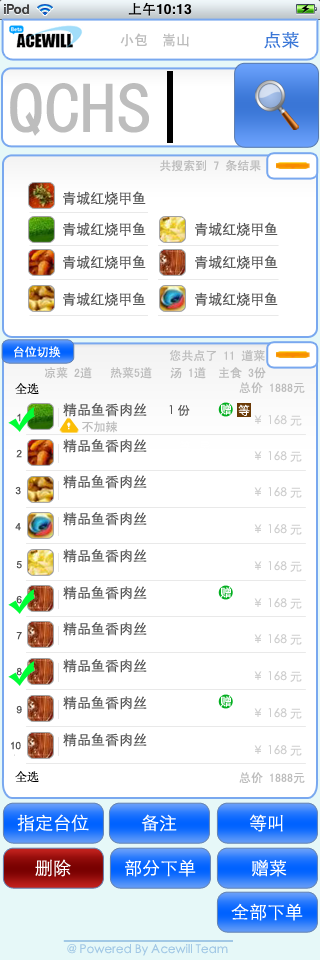 iPod 上午10:13
Beta ACEWILL 小包 嵩山 点菜
QCHS
共搜索到 7 条结果
青城红烧甲鱼
青城红烧甲鱼 青城红烧甲鱼
青城红烧甲鱼 青城红烧甲鱼
青城红烧甲鱼 青城红烧甲鱼
台位切换 您共点了 11 道菜
凉菜 2道 热菜5道 汤 1道 主食 3份
全选 总价 1888元
1 精品鱼香肉丝 1 份 赠 等 ¥ 168 元
不加辣
2 精品鱼香肉丝 ¥ 168 元
3 精品鱼香肉丝 ¥ 168 元
4 精品鱼香肉丝 ¥ 168 元
5 精品鱼香肉丝 ¥ 168 元
6 精品鱼香肉丝 赠 ¥ 168 元
7 精品鱼香肉丝 ¥ 168 元
8 精品鱼香肉丝 ¥ 168 元
9 精品鱼香肉丝 赠 ¥ 168 元
10 精品鱼香肉丝 ¥ 168 元
全选 总价 1888元
指定台位 备注 等叫
删除 部分下单 赠菜
全部下单
@ Powered By Acewill Team